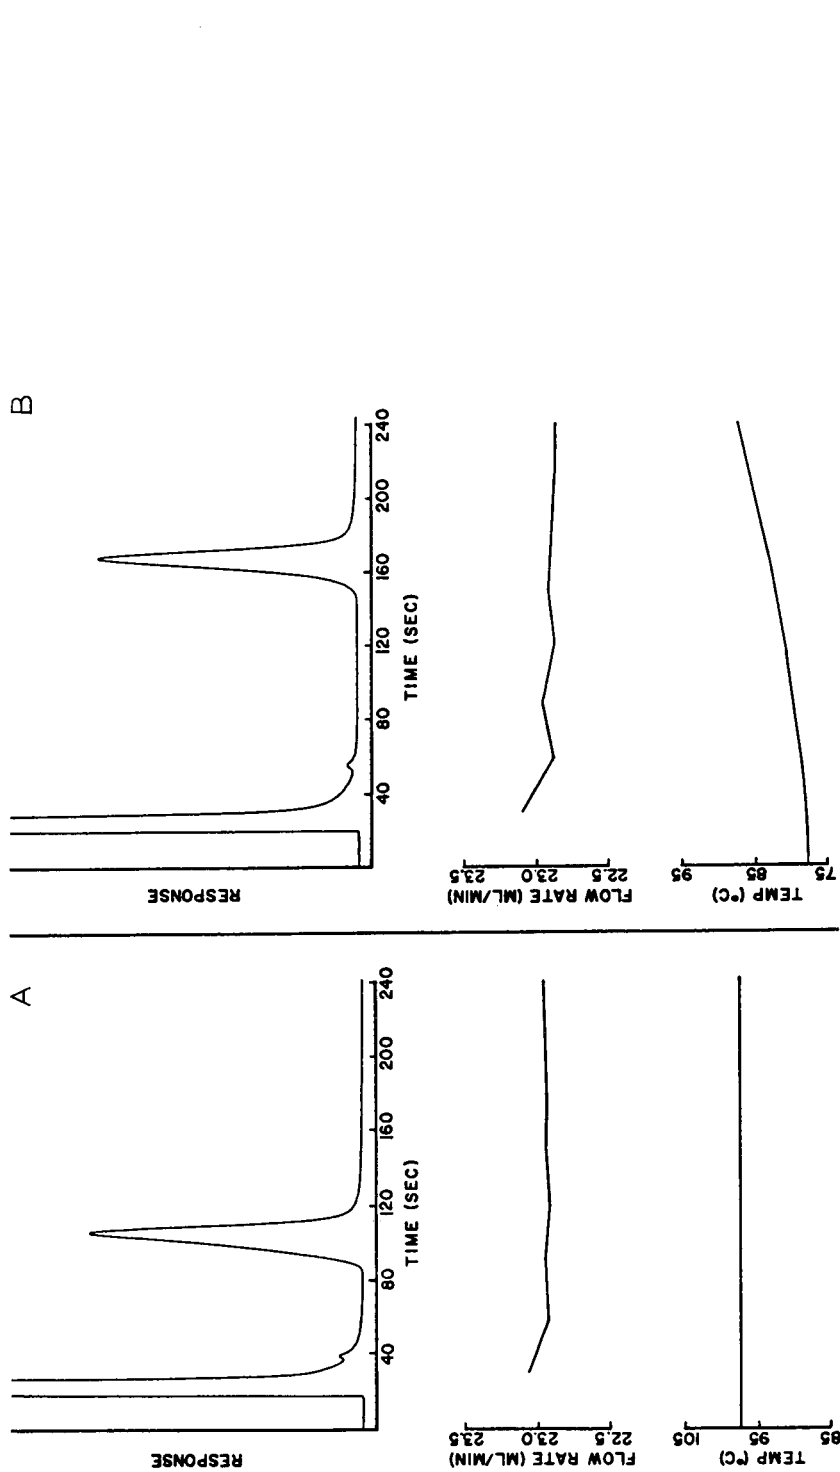 A
RESPONSE
40
80
120
160
200
240
TIME (SEC)
23.5
23.0
22.5
FLOW RATE (ML/MIN)
105
95
85
TEMP (°C)
B
RESPONSE
40
80
120
160
200
240
TIME (SEC)
23.5
23.0
22.5
FLOW RATE (ML/MIN)
95
85
75
TEMP (°C)